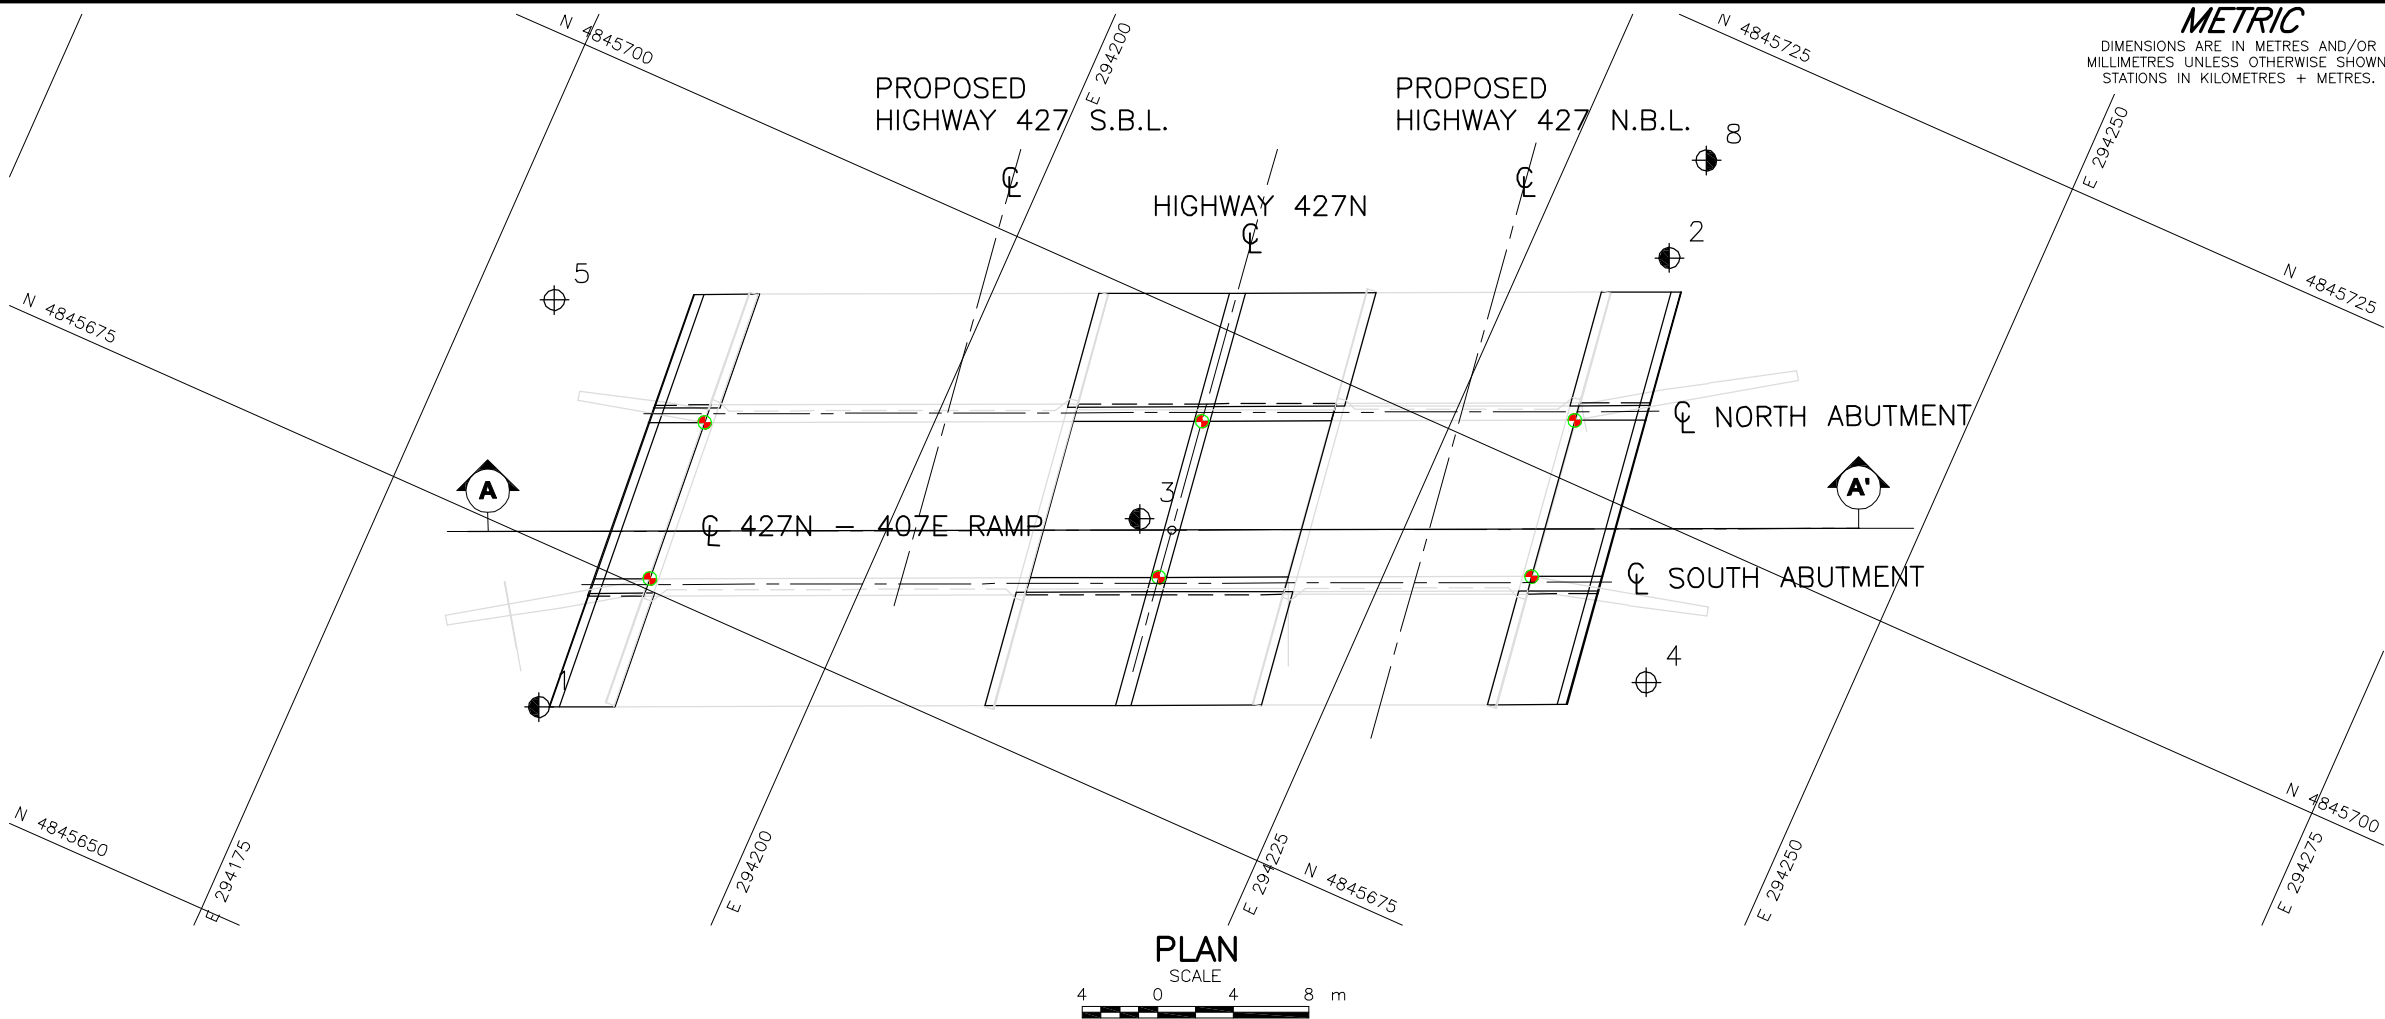 METRIC
DIMENSIONS ARE IN METRES AND/OR
MILLIMETRES UNLESS OTHERWISE SHOWN
STATIONS IN KILOMETRES + METRES.
N 4845700
E 294200
N 4845725
PROPOSED
HIGHWAY 427 S.B.L.
PROPOSED
HIGHWAY 427 N.B.L.
8
E 294250
℄
℄
HIGHWAY 427N
℄
2
5
N 4845725
N 4845675
℄ NORTH ABUTMENT
A
A'
3
℄ 427N - 407E RAMP
℄ SOUTH ABUTMENT
4
1
N 4845700
N 4845650
E 294175
E 294200
E 294225
N 4845675
E 294250
E 294275
PLAN
SCALE
4 0 4 8 m